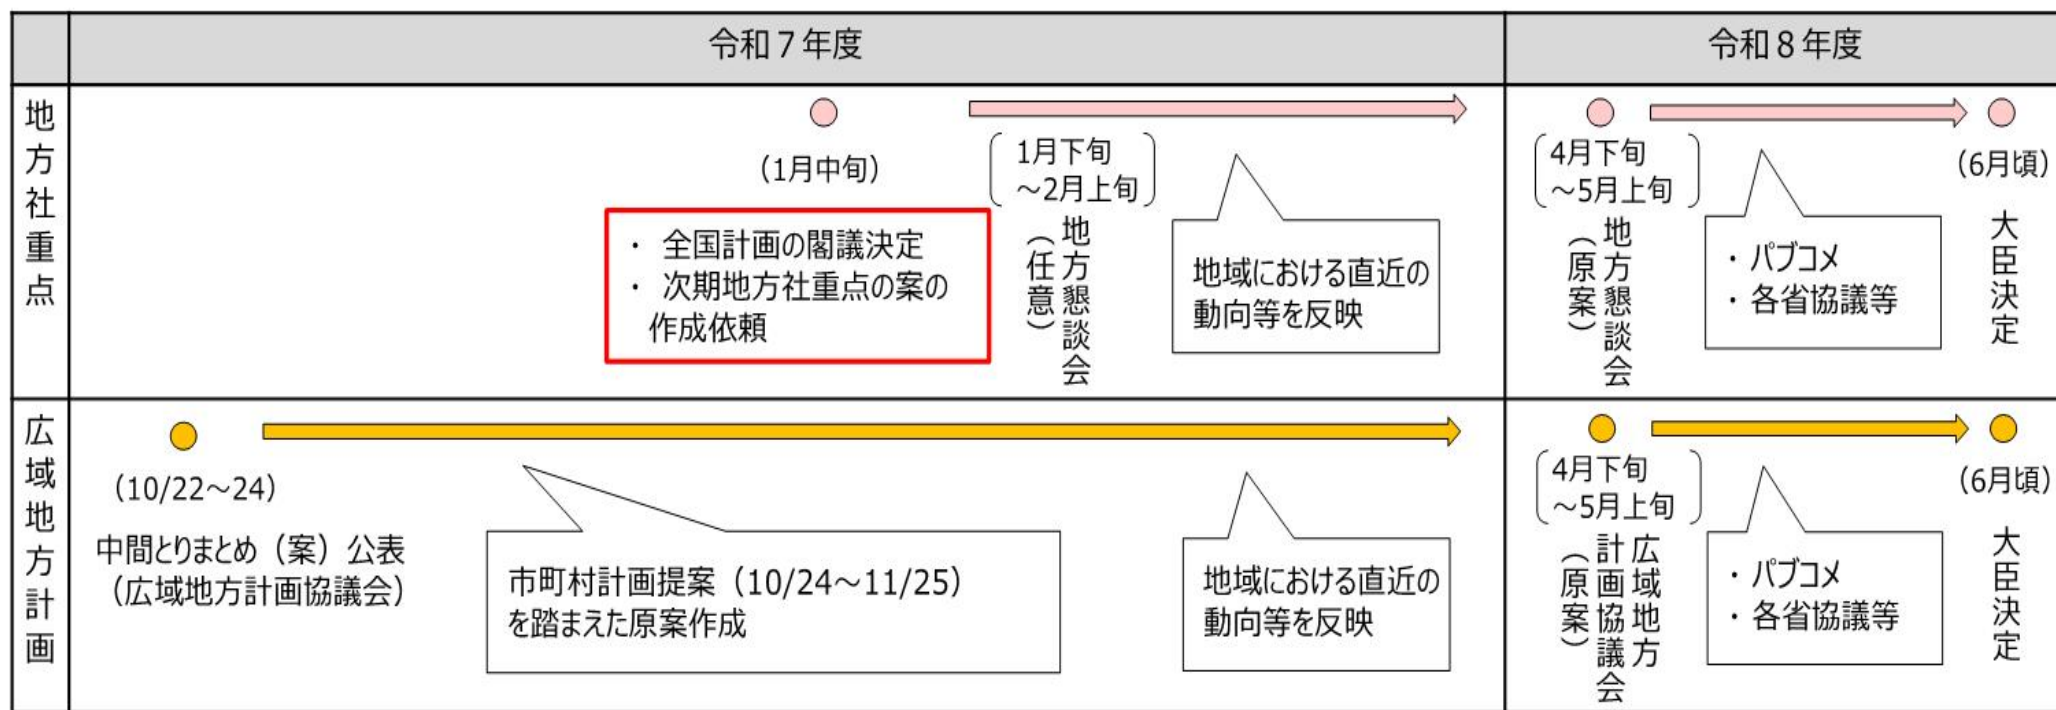 令和７年度
令和８年度
地方社重点
（1月中旬）
・ 全国計画の閣議決定
・ 次期地方社重点の案の
作成依頼
1月下旬
～2月上旬
地方懇談会
（任意）
地域における直近の
動向等を反映
4月下旬
～5月上旬
地方懇談会
（原案）
・パブコメ
・各省協議等
（6月頃）
大臣決定
広域地方計画
（10/22～24）
中間とりまとめ（案）公表
（広域地方計画協議会）
市町村計画提案（10/24～11/25）
を踏まえた原案作成
地域における直近の
動向等を反映
4月下旬
～5月上旬
広域地方
計画協議会
（原案）
・パブコメ
・各省協議等
（6月頃）
大臣決定